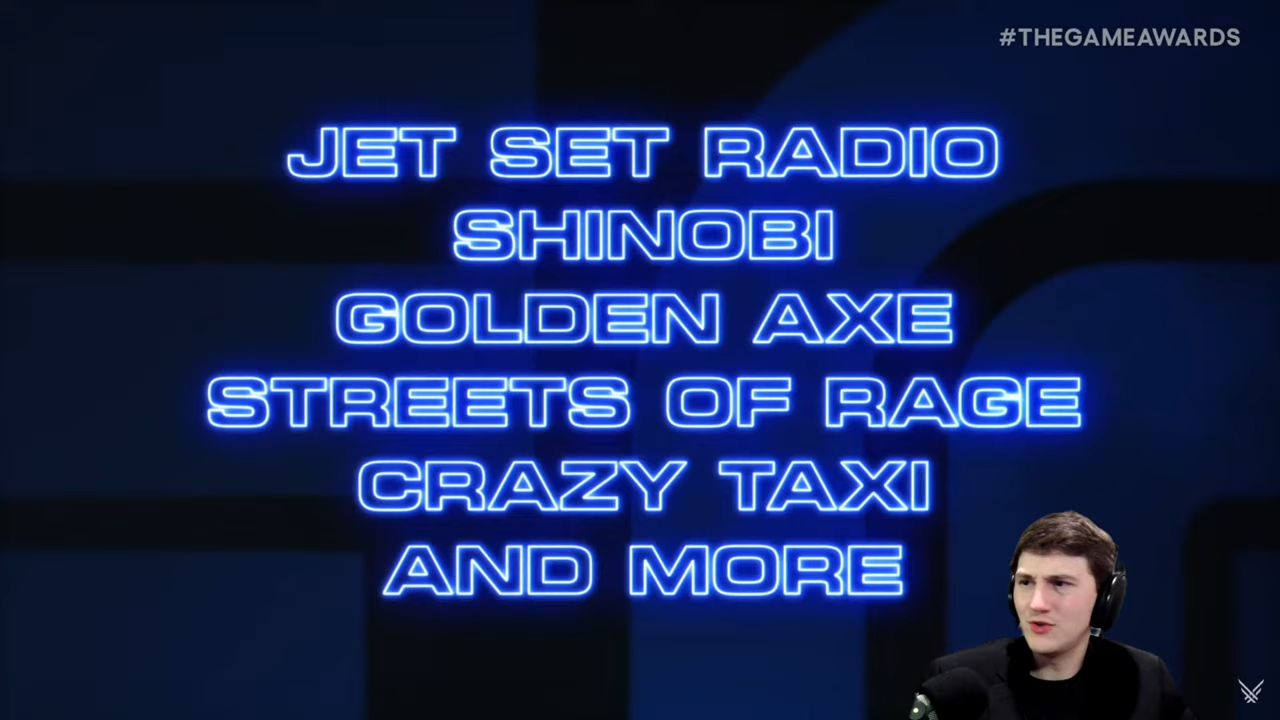 #THEGAMEAWARDS
JET SET RADIO
SHINOBI
GOLDEN AXE
STREETS OF RAGE
CRAZY TAXI
AND MORE